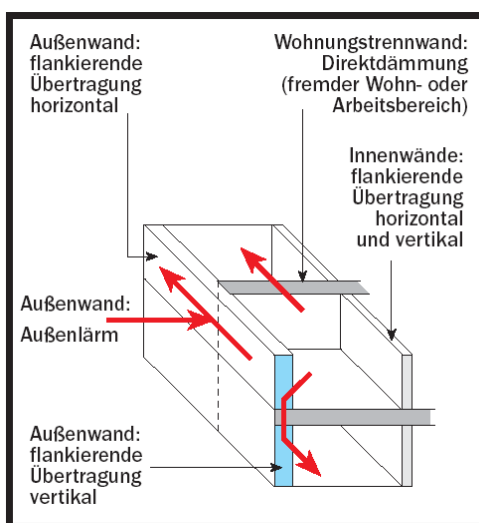 Außenwand:
flankierende
Übertragung
horizontal
Wohnungstrennwand:
Direktdämmung
(fremder Wohn- oder
Arbeitsbereich)
Innenwände:
flankierende
Übertragung
horizontal
und vertikal
Außenwand:
Außenlärm
Außenwand:
flankierende
Übertragung
vertikal